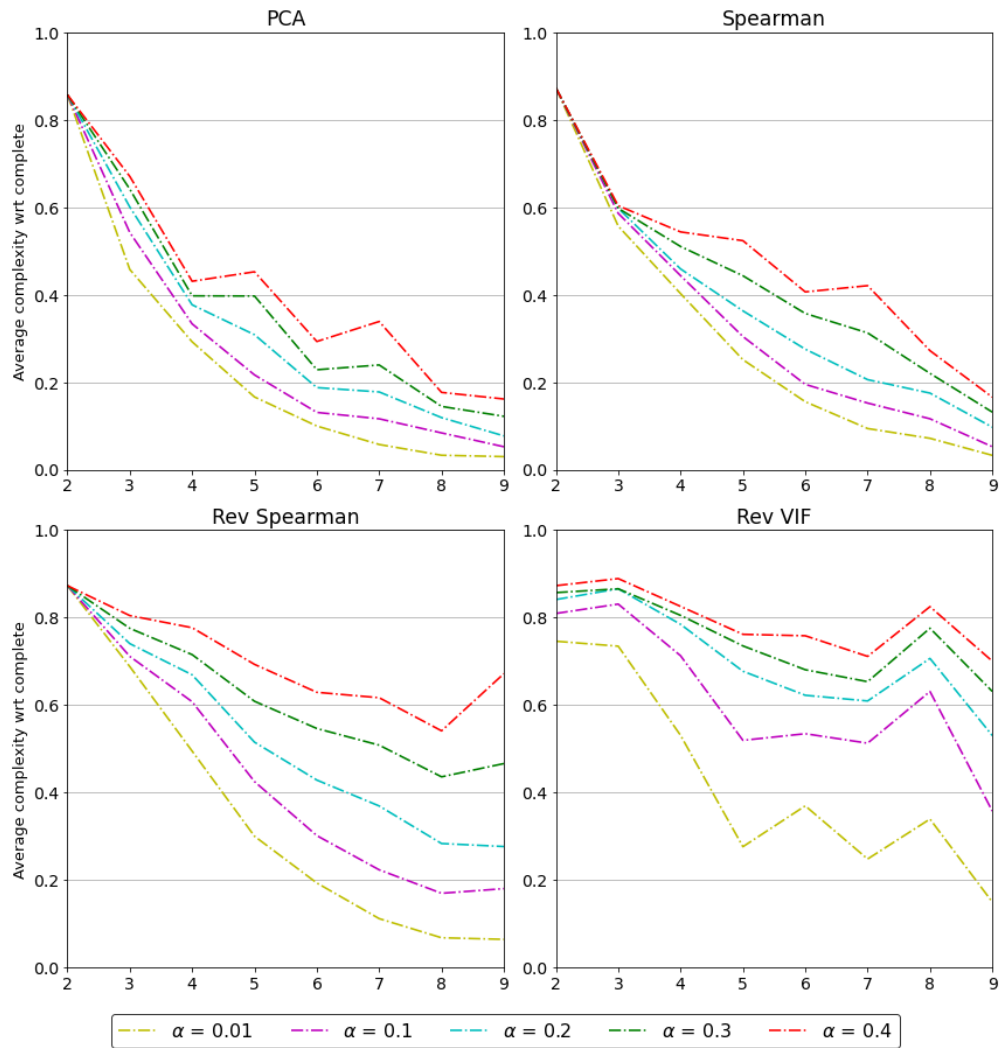 PCA
Spearman
Average complexity wrt complete
1.0
0.8
0.6
0.4
0.2
0.0
2 3 4 5 6 7 8 9
1.0
0.8
0.6
0.4
0.2
0.0
2 3 4 5 6 7 8 9
Rev Spearman
Rev VIF
Average complexity wrt complete
1.0
0.8
0.6
0.4
0.2
0.0
2 3 4 5 6 7 8 9
1.0
0.8
0.6
0.4
0.2
0.0
2 3 4 5 6 7 8 9
α = 0.01 α = 0.1 α = 0.2 α = 0.3 α = 0.4